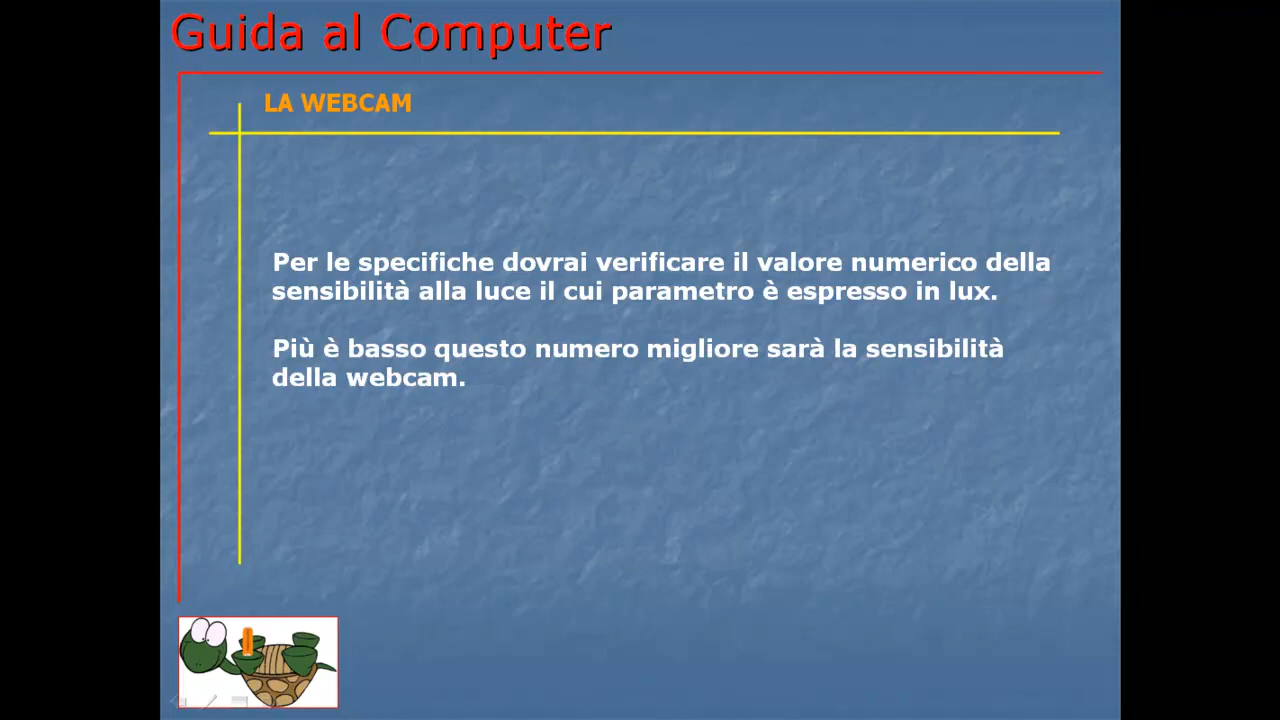 Guida al Computer
LA WEBCAM
Per le specifiche dovrai verificare il valore numerico della
sensibilità alla luce il cui parametro è espresso in lux.
Più è basso questo numero migliore sarà la sensibilità
della webcam.